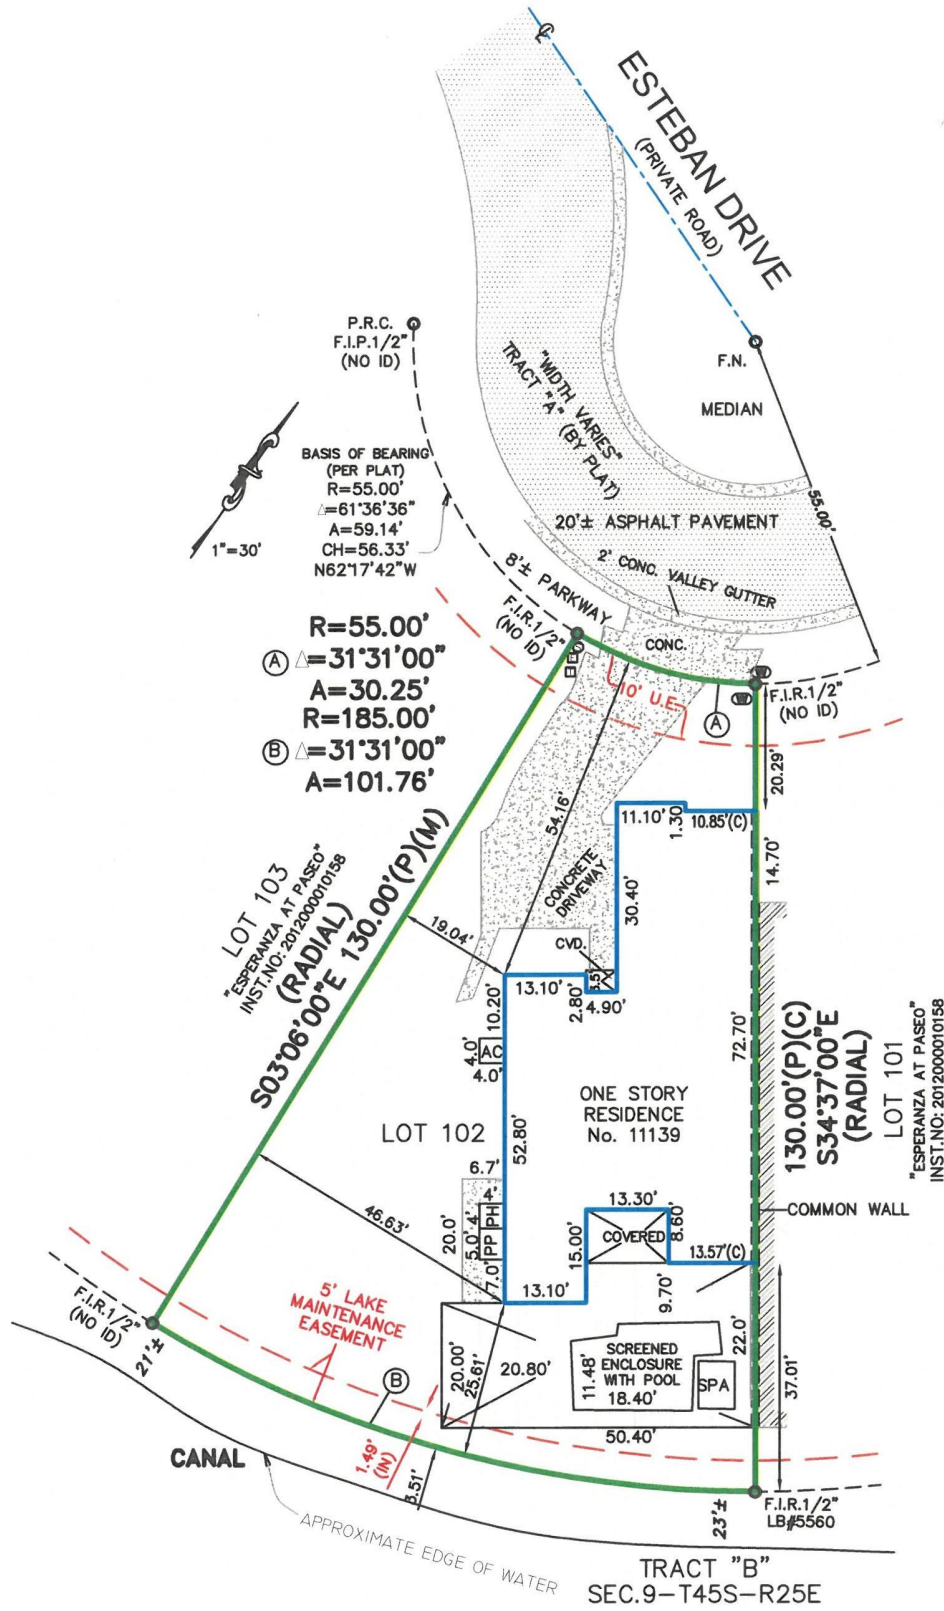 ESTEBAN DRIVE
(PRIVATE ROAD)
P.R.C.
F.I.P.1/2"
(NO ID)
F.N.
MEDIAN
"WIDTH VARIES"
TRACT "A" (BY PLAT)
55.00'
BASIS OF BEARING
(PER PLAT)
R=55.00'
△=61°36'36"
A=59.14'
CH=56.33'
N62°17'42"W
1"=30'
20'± ASPHALT PAVEMENT
2' CONC. VALLEY GUTTER
8'± PARKWAY
F.I.R.1/2"
(NO ID)
CONC.
R=55.00'
Ⓐ △=31°31'00"
A=30.25'
R=185.00'
Ⓑ △=31°31'00"
A=101.76'
E
E
10' U.E.
A
W
W
F.I.R.1/2"
(NO ID)
20.29'
54.16'
11.10'
1.30
10.85'(C)
14.70'
CONCRETE
DRIVEWAY
30.40'
LOT 103
"ESPERANZA AT PASEO"
INST.NO: 2012000010158
(RADIAL)
S03°06'00"E 130.00'(P)(M)
19.04'
CVD.
13.10'
2.80'
4.90'
10.20'
4.0'
AC
4.0'
72.70'
130.00'(P)(C)
S34°37'00"E
(RADIAL)
LOT 101
"ESPERANZA AT PASEO"
INST.NO: 2012000010158
ONE STORY
RESIDENCE
No. 11139
LOT 102
52.80'
6.7'
4'
PH
4'
PP
5.0'
20.0'
7.0'
46.63'
13.30'
COVERED
8.60'
15.00'
13.57'(C)
COMMON WALL
13.10'
9.70'
22.0'
37.01'
5' LAKE
MAINTENANCE
EASEMENT
F.I.R.1/2"
(NO ID)
21'±
20.00'
25.61'
20.80'
11.48'
SCREENED
ENCLOSURE
WITH POOL
18.40'
SPA
50.40'
B
CANAL
1.49'
(IN)
3.51'
APPROXIMATE EDGE OF WATER
23'±
F.I.R.1/2"
LB#5560
TRACT "B"
SEC.9-T45S-R25E